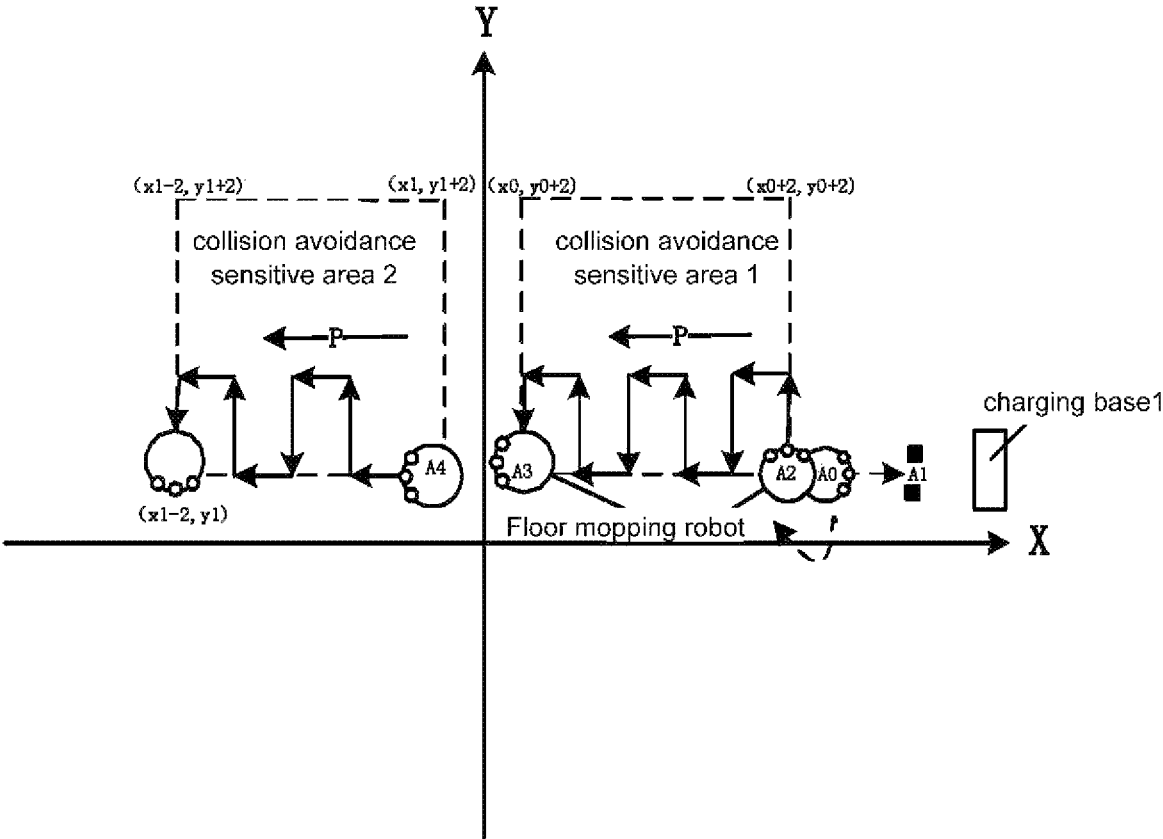 Y
(x1-2, y1+2)
(x1, y1+2)
(x0, y0+2)
(x0+2, y0+2)
collision avoidance
sensitive area 2
collision avoidance
sensitive area 1
P
P
charging base1
A4
A3
A2
A0
A1
(x1-2, y1)
Floor mopping robot
X